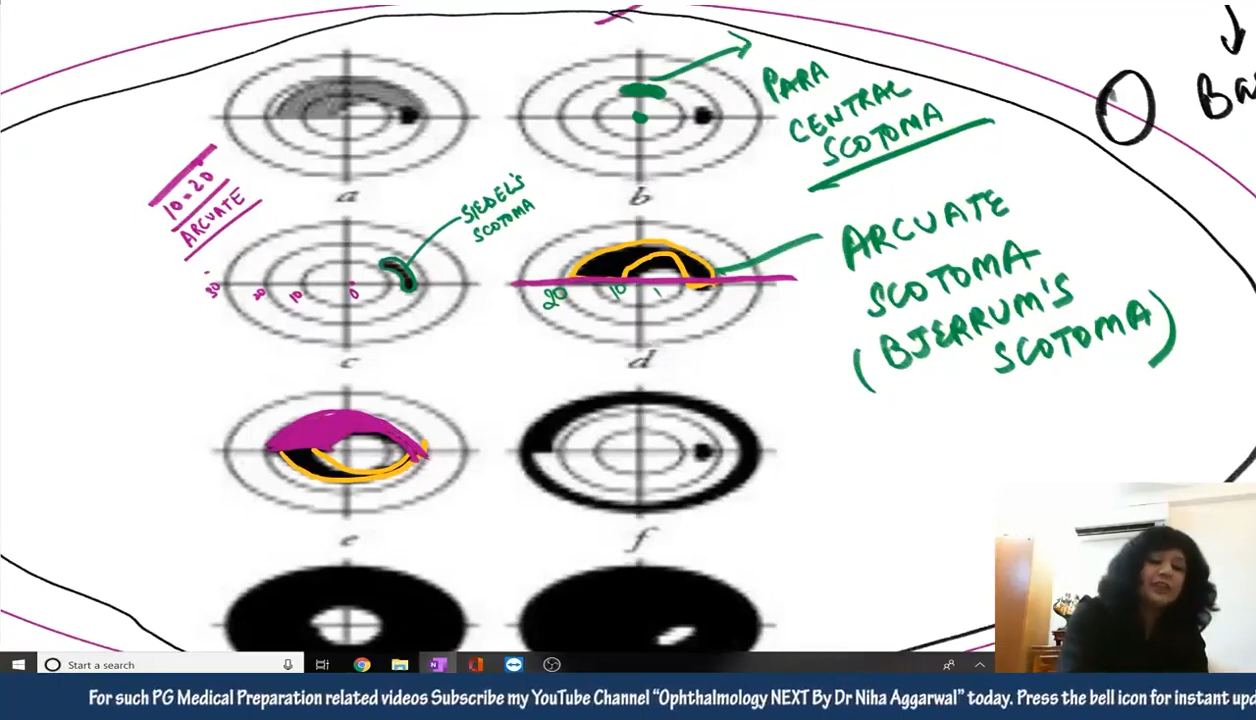 a
b
PARA
CENTRAL
SCOTOMA
10-20°
ARCUATE
SIEDEL'S
SCOTOMA
30°
20
10
0°
c
20
10
d
ARCUATE
SCOTOMA
(BJERRUM'S
SCOTOMA)
e
f
Start a search
For such PG Medical Preparation related videos Subscribe my YouTube Channel “Ophthalmology NEXT By Dr Niha Aggarwal” today. Press the bell icon for instant